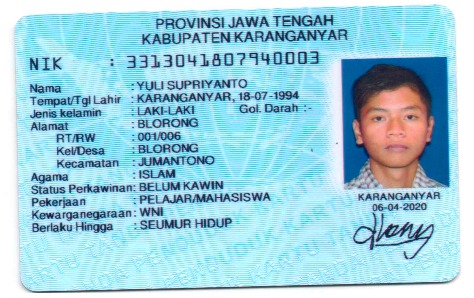 PROVINSI JAWA TENGAH
KABUPATEN KARANGANYAR
NIK : 3313041807940003
Nama : YULI SUPRIYANTO
Tempat/Tgl Lahir : KARANGANYAR, 18-07-1994
Jenis kelamin : LAKI-LAKI Gol. Darah :-
Alamat : BLORONG
RT/RW : 001/006
Kel/Desa : BLORONG
Kecamatan : JUMANTONO
Agama : ISLAM
Status Perkawinan: BELUM KAWIN
Pekerjaan : PELAJAR/MAHASISWA
Kewarganegaraan: WNI
Berlaku Hingga : SEUMUR HIDUP
KARANGANYAR
06-04-2020